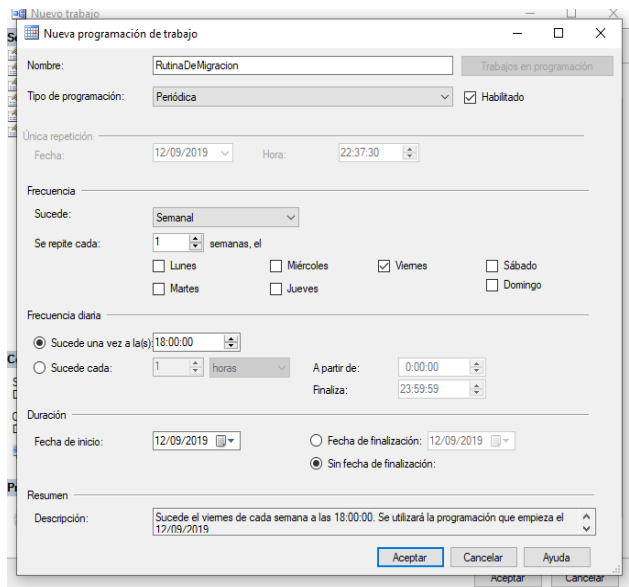 Nuevo trabajo
Nueva programación de trabajo
Nombre: RutinaDeMigracion Trabajos en programación
Tipo de programación: Periódica Habilitado
Única repetición
Fecha: 12/09/2019 Hora: 22:37:30
Frecuencia
Sucede: Semanal
Se repite cada: 1 semanas, el
Lunes Miércoles Viernes Sábado
Martes Jueves Domingo
Frecuencia diaria
Sucede una vez a la(s): 18:00:00
Sucede cada: 1 horas A partir de: 0:00:00
Finaliza: 23:59:59
Duración
Fecha de inicio: 12/09/2019 Fecha de finalización: 12/09/2019
Sin fecha de finalización:
Resumen
Descripción: Sucede el viernes de cada semana a las 18:00:00. Se utilizará la programación que empieza el
12/09/2019
Aceptar Cancelar Ayuda
Aceptar Cancelar